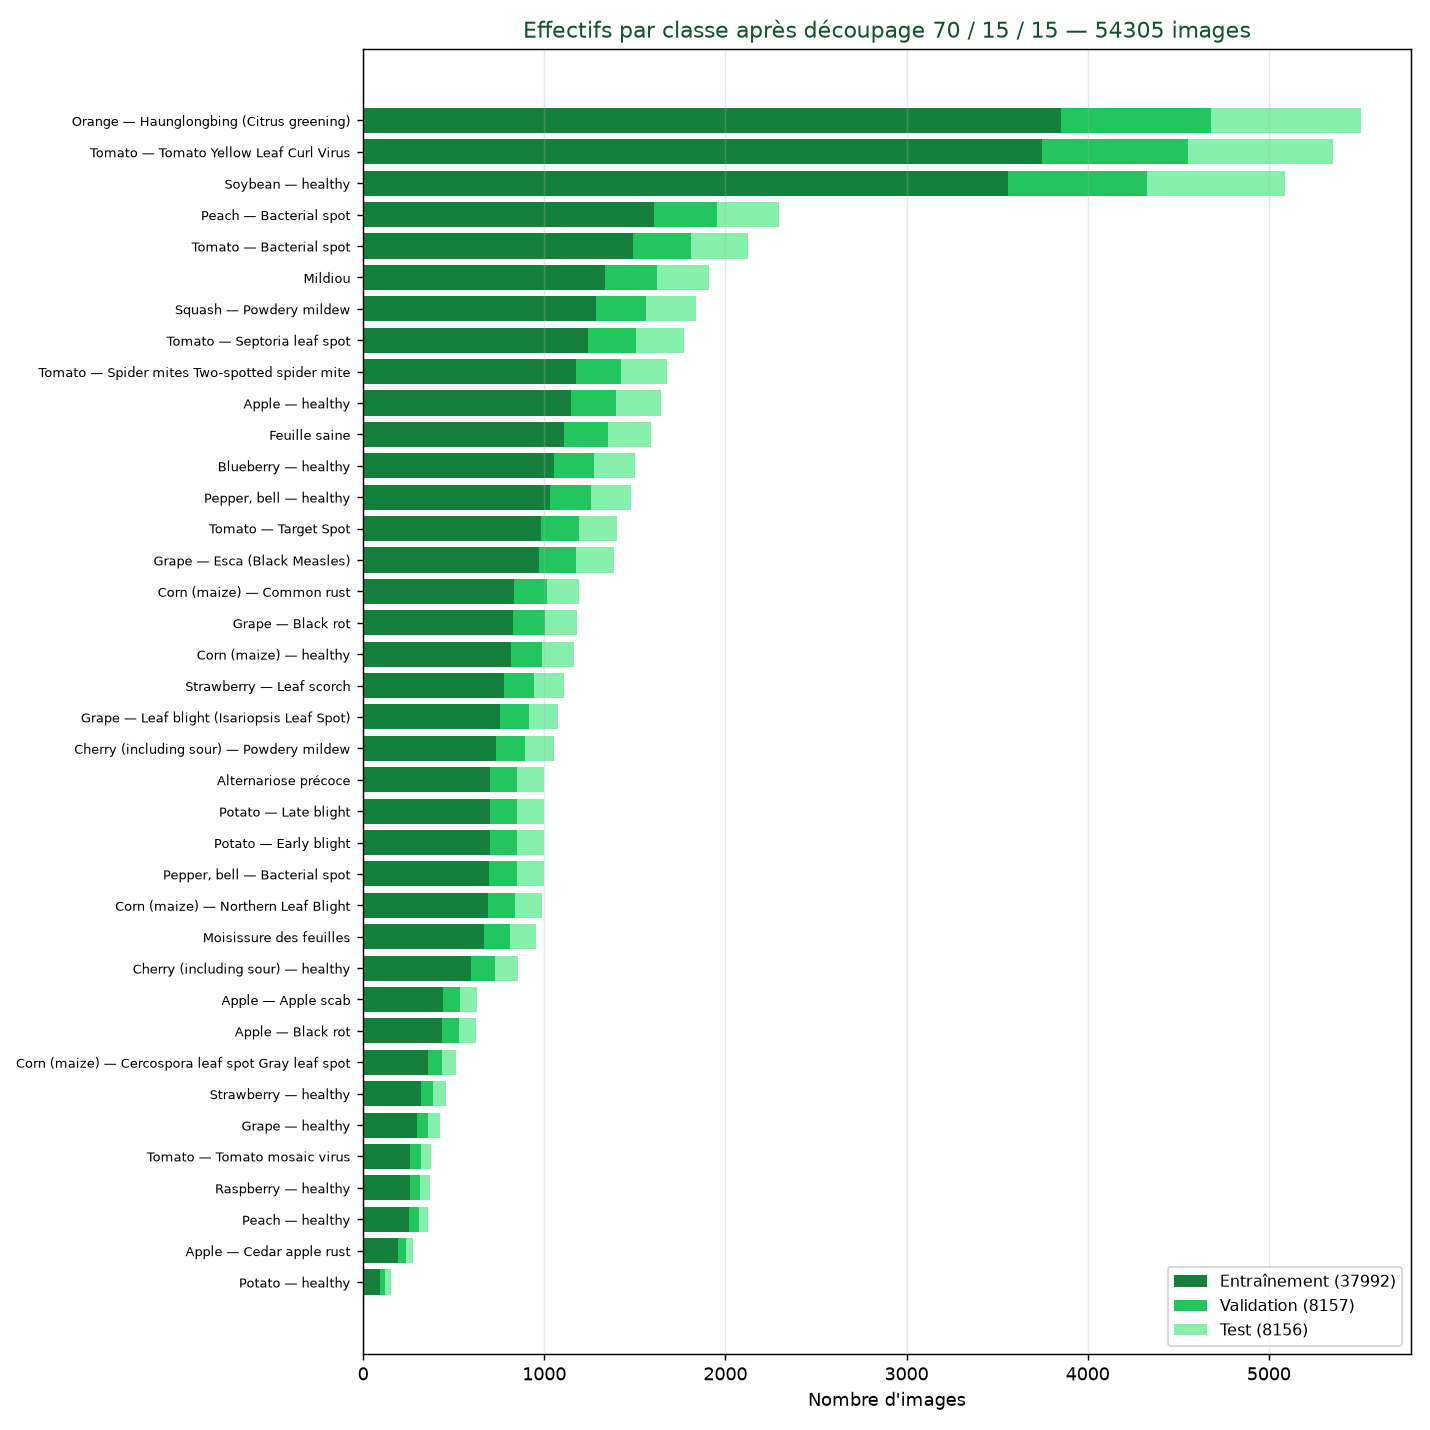 Effectifs par classe après découpage 70 / 15 / 15 — 54305 images
Orange — Haunglongbing (Citrus greening)
Tomato — Tomato Yellow Leaf Curl Virus
Soybean — healthy
Peach — Bacterial spot
Tomato — Bacterial spot
Mildiou
Squash — Powdery mildew
Tomato — Septoria leaf spot
Tomato — Spider mites Two-spotted spider mite
Apple — healthy
Feuille saine
Blueberry — healthy
Pepper, bell — healthy
Tomato — Target Spot
Grape — Esca (Black Measles)
Corn (maize) — Common rust
Grape — Black rot
Corn (maize) — healthy
Strawberry — Leaf scorch
Grape — Leaf blight (Isariopsis Leaf Spot)
Cherry (including sour) — Powdery mildew
Alternariose précoce
Potato — Late blight
Potato — Early blight
Pepper, bell — Bacterial spot
Corn (maize) — Northern Leaf Blight
Moisissure des feuilles
Cherry (including sour) — healthy
Apple — Apple scab
Apple — Black rot
Corn (maize) — Cercospora leaf spot Gray leaf spot
Strawberry — healthy
Grape — healthy
Tomato — Tomato mosaic virus
Raspberry — healthy
Peach — healthy
Apple — Cedar apple rust
Potato — healthy
Entraînement (37992)
Validation (8157)
Test (8156)
0 1000 2000 3000 4000 5000
Nombre d'images